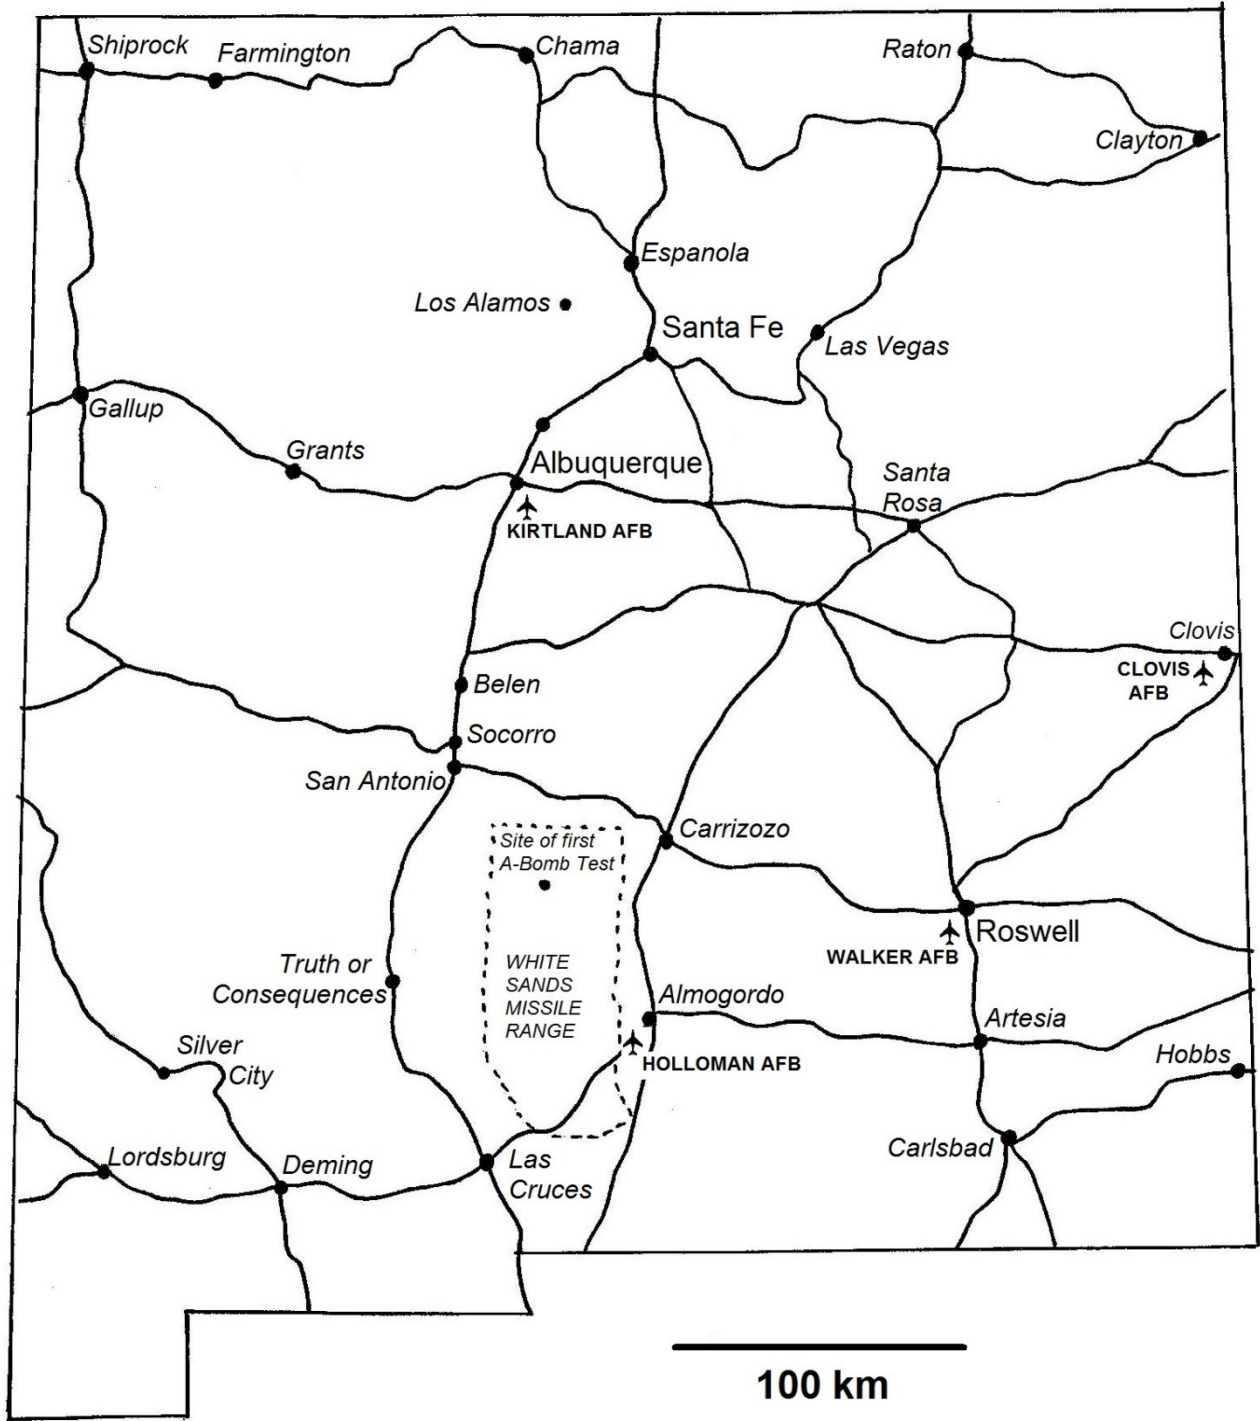 Shiprock
Farmington
Chama
Raton
Clayton
Espanola
Los Alamos
Santa Fe
Las Vegas
Gallup
Grants
Albuquerque
Santa
Rosa
KIRTLAND AFB
Clovis
CLOVIS
AFB
Belen
Socorro
San Antonio
Carrizozo
Site of first
A-Bomb Test
Roswell
WALKER AFB
WHITE
SANDS
MISSILE
RANGE
Truth or
Consequences
Almogordo
Artesia
Silver
City
HOLLOMAN AFB
Hobbs
Carlsbad
Lordsburg
Deming
Las
Cruces
100 km